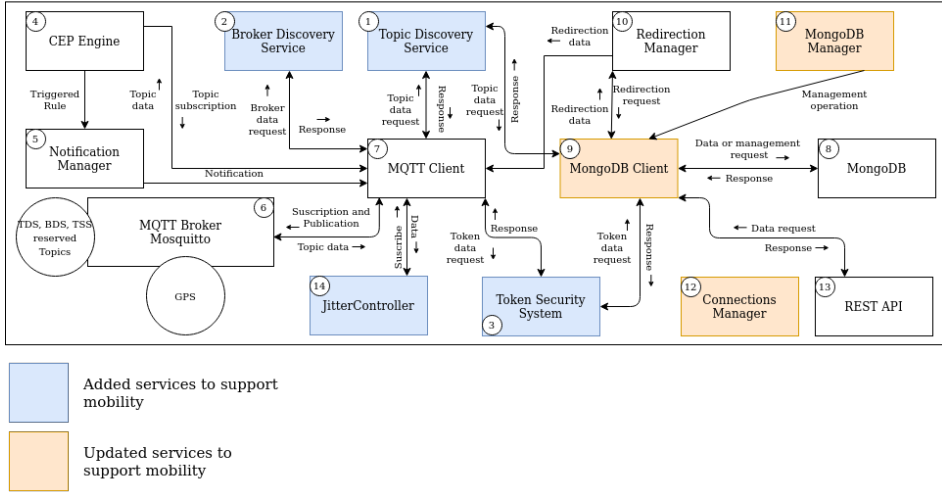 4
CEP Engine
2
Broker Discovery
Service
1
Topic Discovery
Service
10
Redirection
Manager
11
MongoDB
Manager
Triggered
Rule
Topic
data
Topic
subscription
Broker
data
request
Response
Topic
data
request
Response
Topic
data
request
Response
Redirection
data
Redirection
data
Redirection
request
Management
operation
5
Notification
Manager
Notification
7
MQTT Client
9
MongoDB Client
Data or management
request
Response
8
MongoDB
TDS, BDS, TSS
reserved
Topics
6
MQTT Broker
Mosquitto
GPS
Suscription and
Publication
Topic data
Suscribe
Data
Token
data
request
Response
Token
data
request
Response
Data request
Response
14
JitterController
Token Security
System
3
12
Connections
Manager
13
REST API
Added services to support
mobility
Updated services to
support mobility